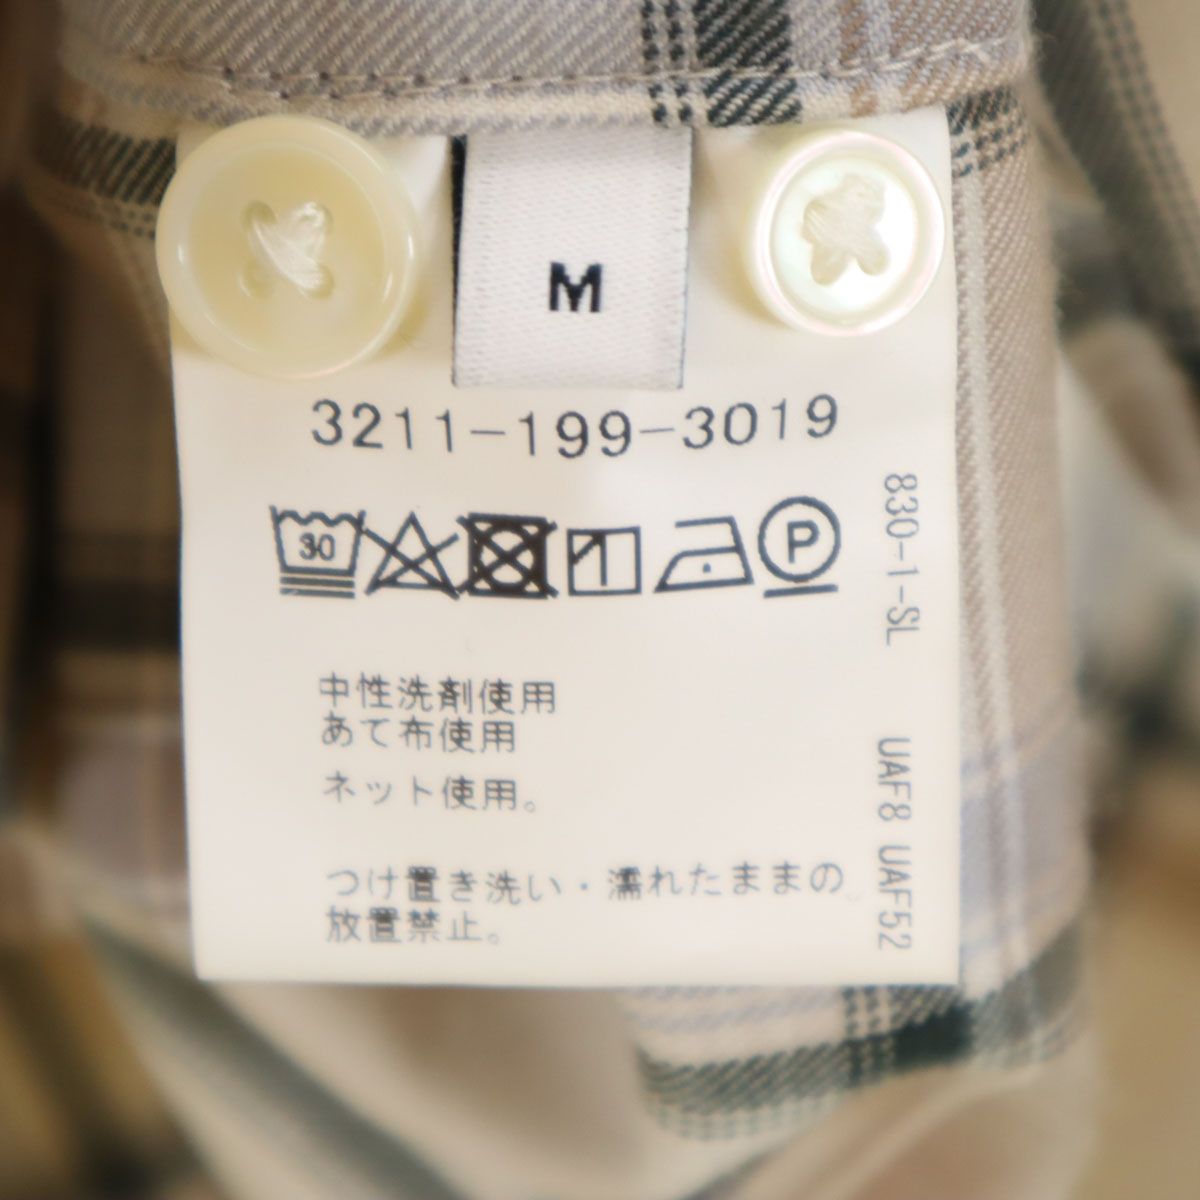 M
3211-199-3019
30
P
中性洗剤使用
あて布使用
ネット使用。
つけ置き洗い・濡れたままの
放置禁止。
830-1-SL
UAF8 UAF52